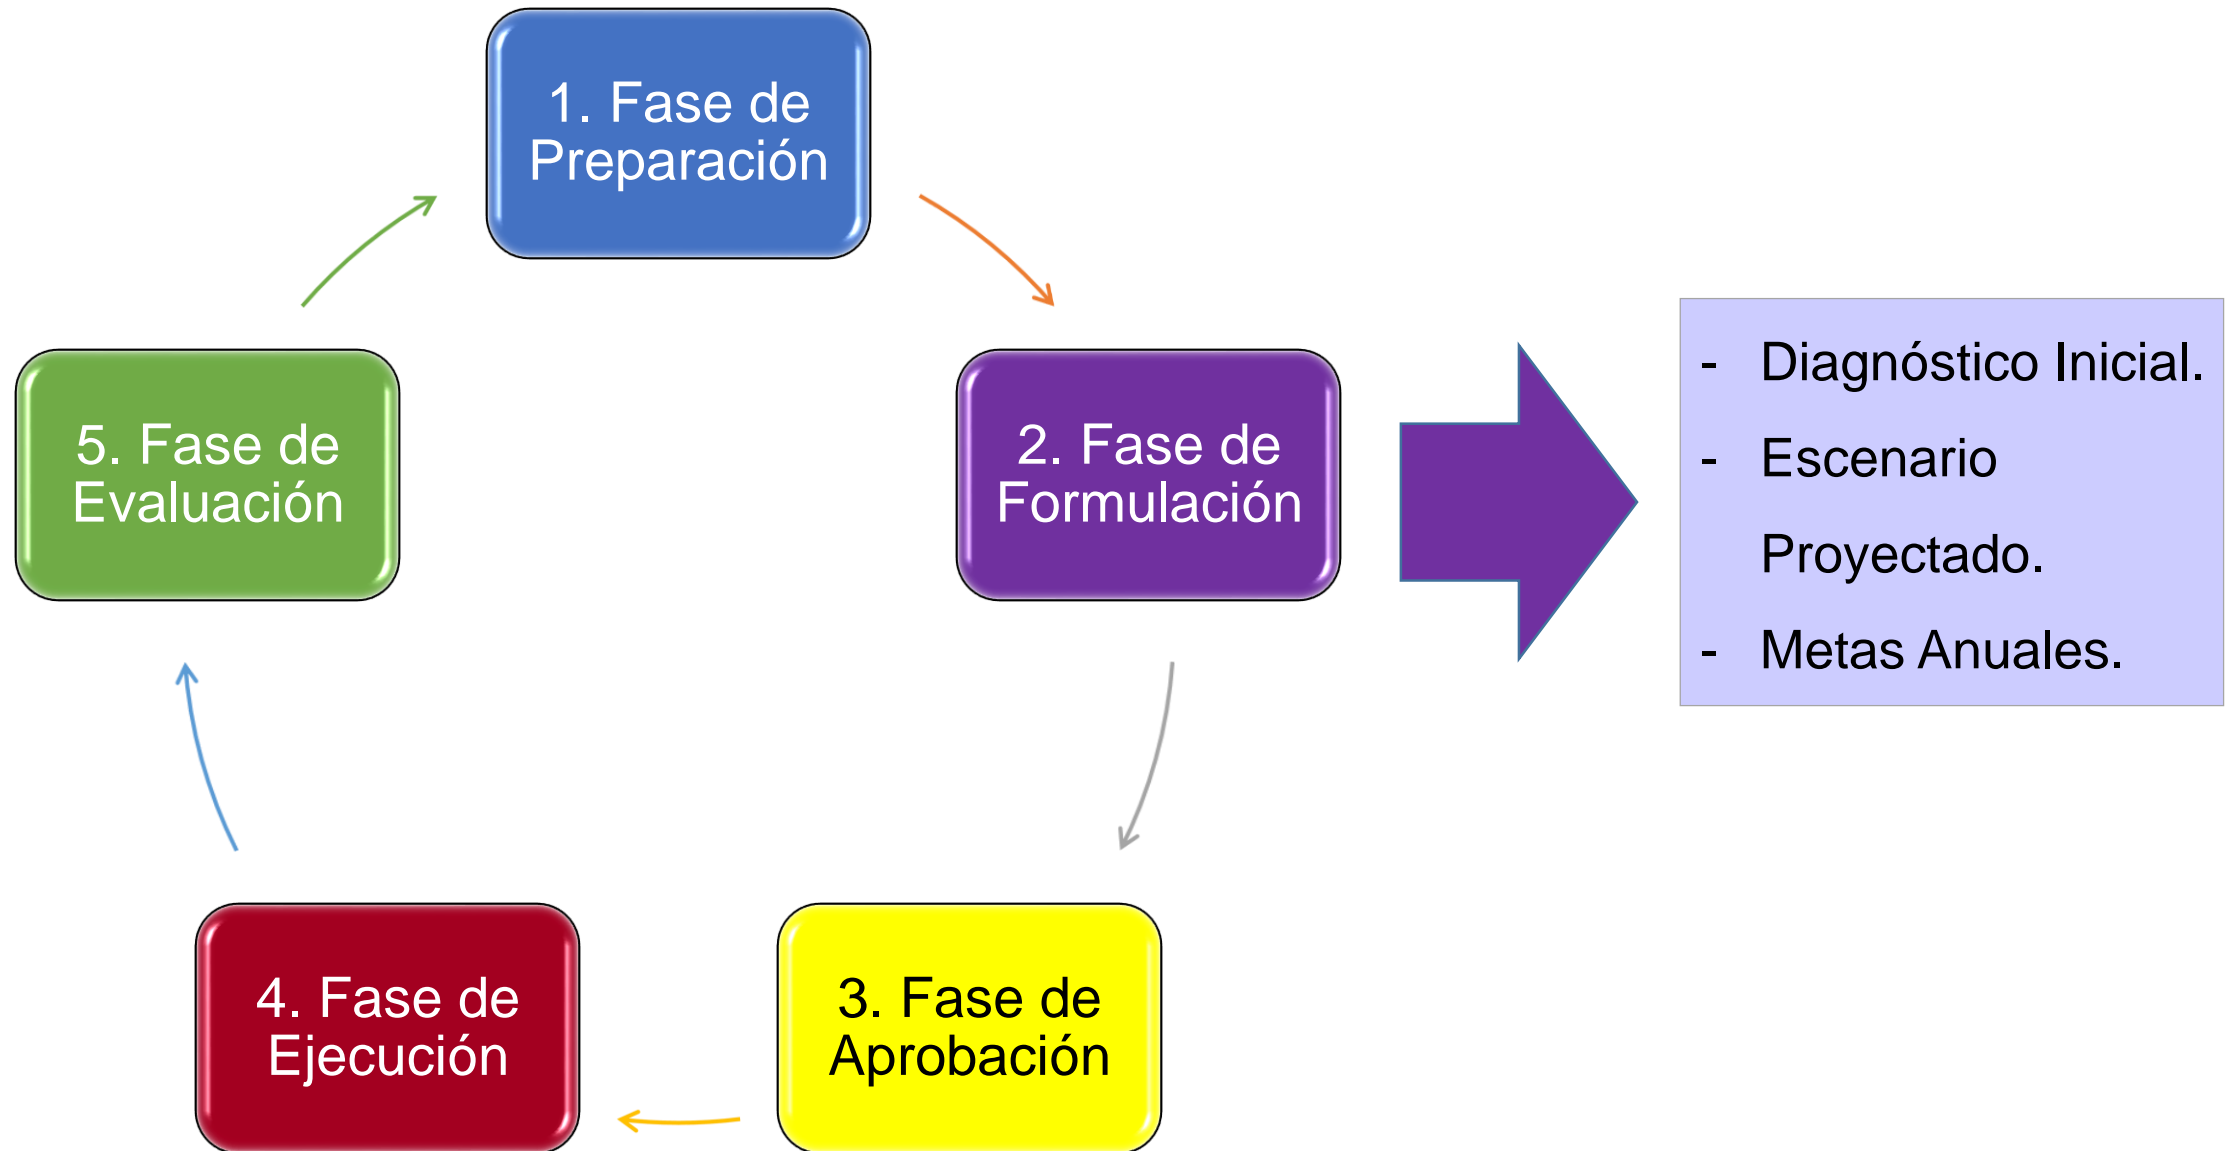 1. Fase de
Preparación
2. Fase de
Formulación
- Diagnóstico Inicial.
- Escenario
Proyectado.
- Metas Anuales.
3. Fase de
Aprobación
4. Fase de
Ejecución
5. Fase de
Evaluación